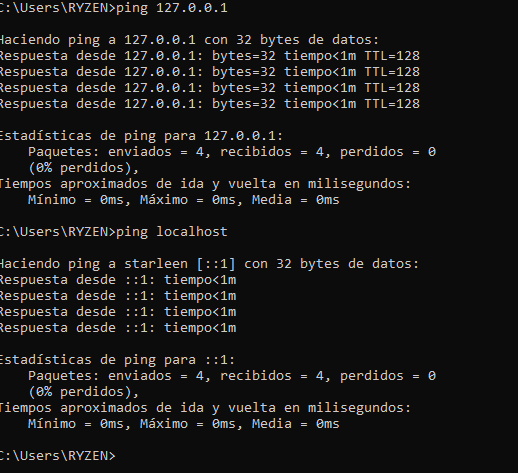 C:\Users\RYZEN>ping 127.0.0.1
Haciendo ping a 127.0.0.1 con 32 bytes de datos:
Respuesta desde 127.0.0.1: bytes=32 tiempo<1m TTL=128
Respuesta desde 127.0.0.1: bytes=32 tiempo<1m TTL=128
Respuesta desde 127.0.0.1: bytes=32 tiempo<1m TTL=128
Respuesta desde 127.0.0.1: bytes=32 tiempo<1m TTL=128
Estadísticas de ping para 127.0.0.1:
Paquetes: enviados = 4, recibidos = 4, perdidos = 0
(0% perdidos),
Tiempos aproximados de ida y vuelta en milisegundos:
Mínimo = 0ms, Máximo = 0ms, Media = 0ms
C:\Users\RYZEN>ping localhost
Haciendo ping a starleen [::1] con 32 bytes de datos:
Respuesta desde ::1: tiempo<1m
Respuesta desde ::1: tiempo<1m
Respuesta desde ::1: tiempo<1m
Respuesta desde ::1: tiempo<1m
Estadísticas de ping para ::1:
Paquetes: enviados = 4, recibidos = 4, perdidos = 0
(0% perdidos),
Tiempos aproximados de ida y vuelta en milisegundos:
Mínimo = 0ms, Máximo = 0ms, Media = 0ms
C:\Users\RYZEN>